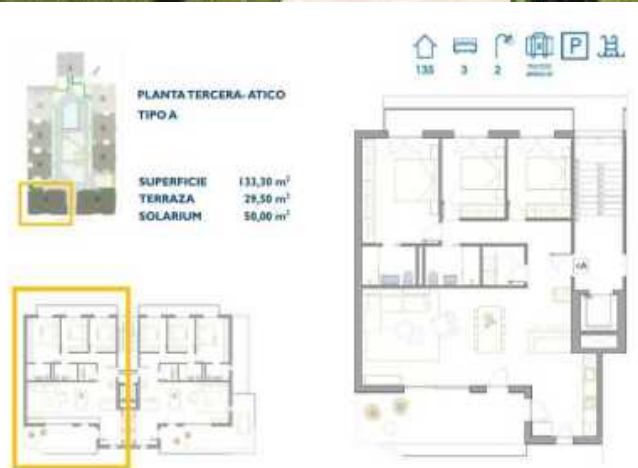 PLANTA TERCERA- ATICO
TIPO A
SUPERFICIE 133,30 m²
TERRAZA 29,50 m²
SOLARIUM 50,00 m²
135 3 2
P
A